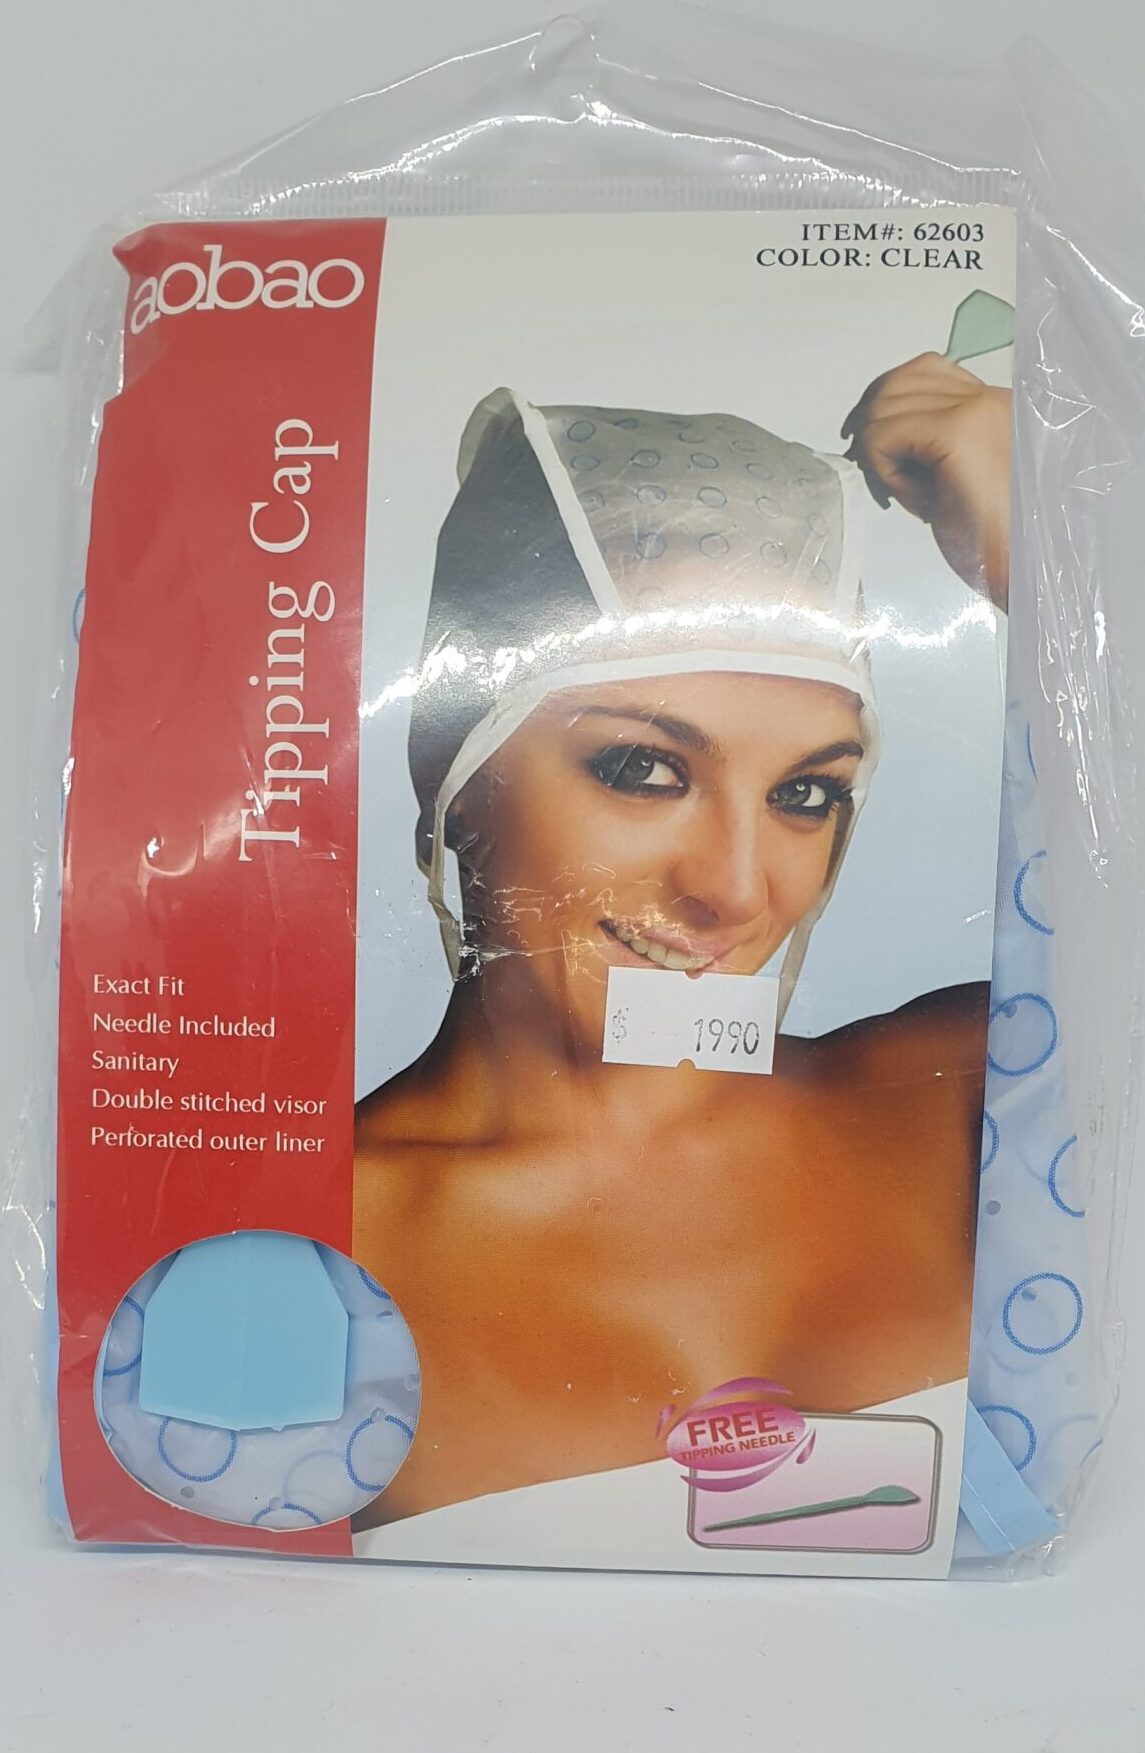 aobao
ITEM#: 62603
COLOR: CLEAR
Tipping Cap
Exact Fit
Needle Included
Sanitary
Double stitched visor
Perforated outer liner
$ 1990
FREE
TIPPING NEEDLE